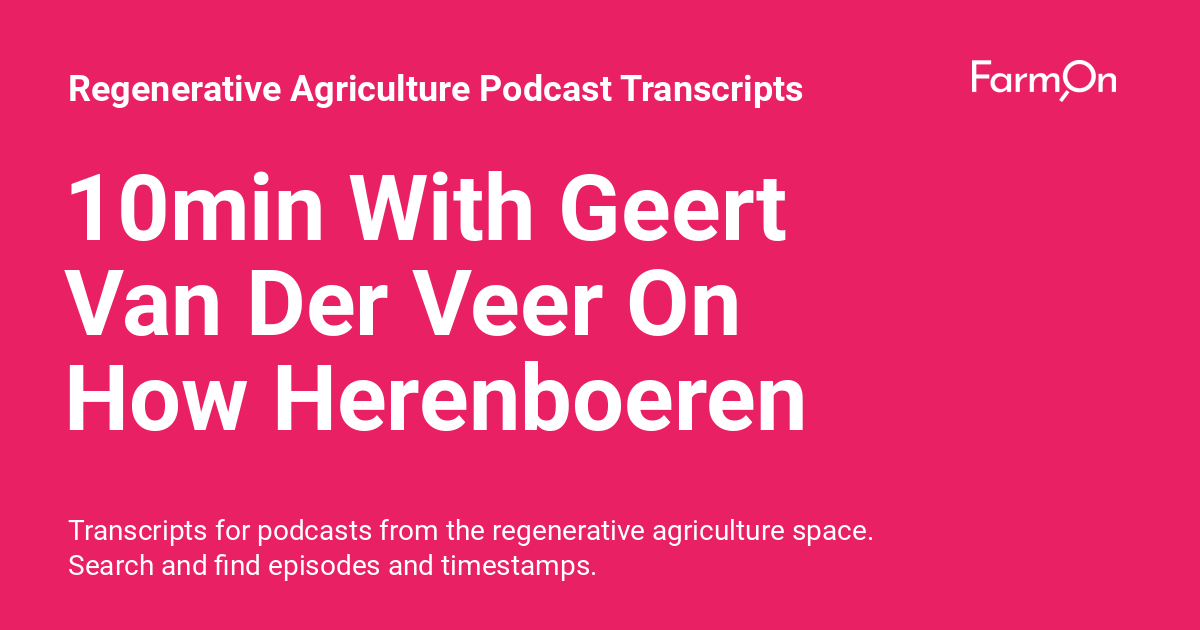 Regenerative Agriculture Podcast Transcripts
FarmOn
10min With Geert
Van Der Veer On
How Herenboeren
Transcripts for podcasts from the regenerative agriculture space.
Search and find episodes and timestamps.